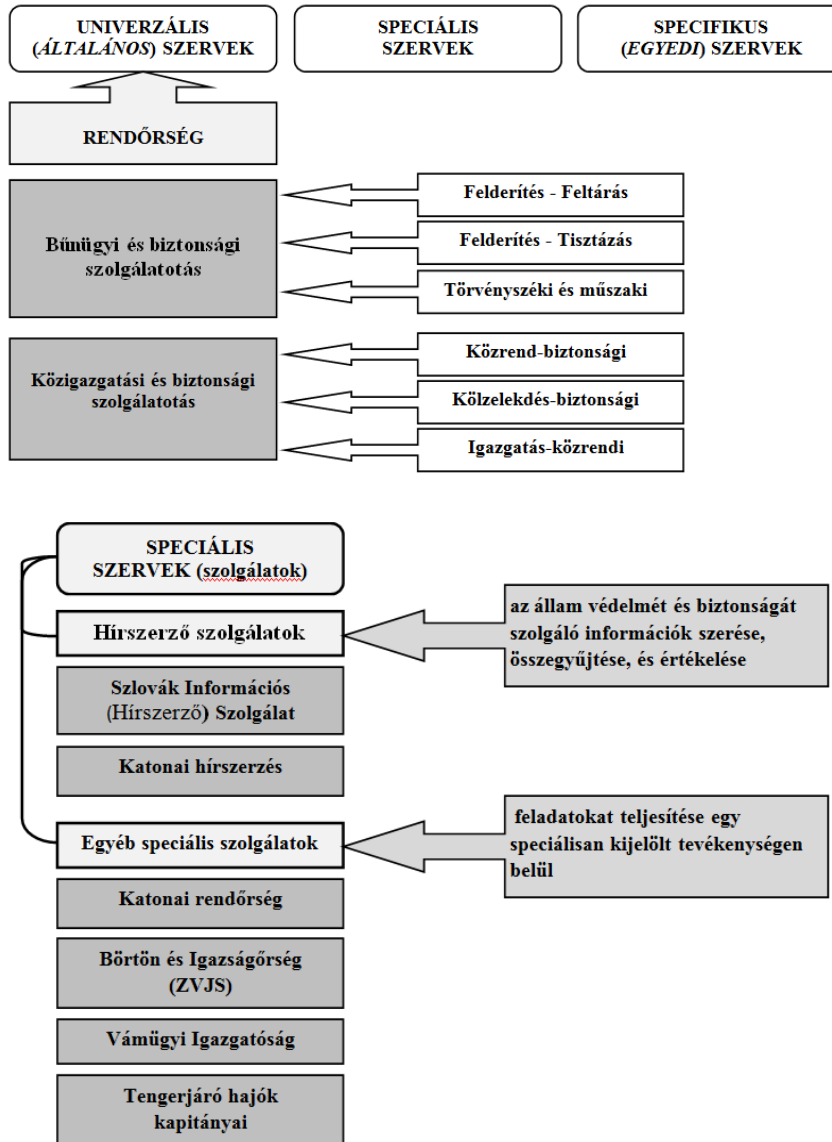 UNIVERZÁLIS
(ÁLTALÁNOS) SZERVEK
SPECIÁLIS
SZERVEK
SPECIFIKUS
(EGYEDI) SZERVEK
RENDŐRSÉG
Bűnügyi és biztonsági
szolgálatotás
Felderítés - Feltárás
Felderítés - Tisztázás
Törvényszéki és műszaki
Közigazgatási és biztonsági
szolgálatotás
Közrend-biztonsági
Kölzelekdés-biztonsági
Igazgatás-közrendi
SPECIÁLIS
SZERVEK (szolgálatok)
Hírszerző szolgálatok
az állam védelmét és biztonságát
szolgáló információk szerése,
összegyűjtése, és értékelése
Szlovák Információs
(Hírszerző) Szolgálat
Katonai hírszerzés
Egyéb speciális szolgálatok
feladatokat teljesítése egy
speciálisan kijelölt tevékenységen
belül
Katonai rendőrség
Börtön és Igazságőrség
(ZVJS)
Vámügyi Igazgatóság
Tengerjáró hajók
kapitányai